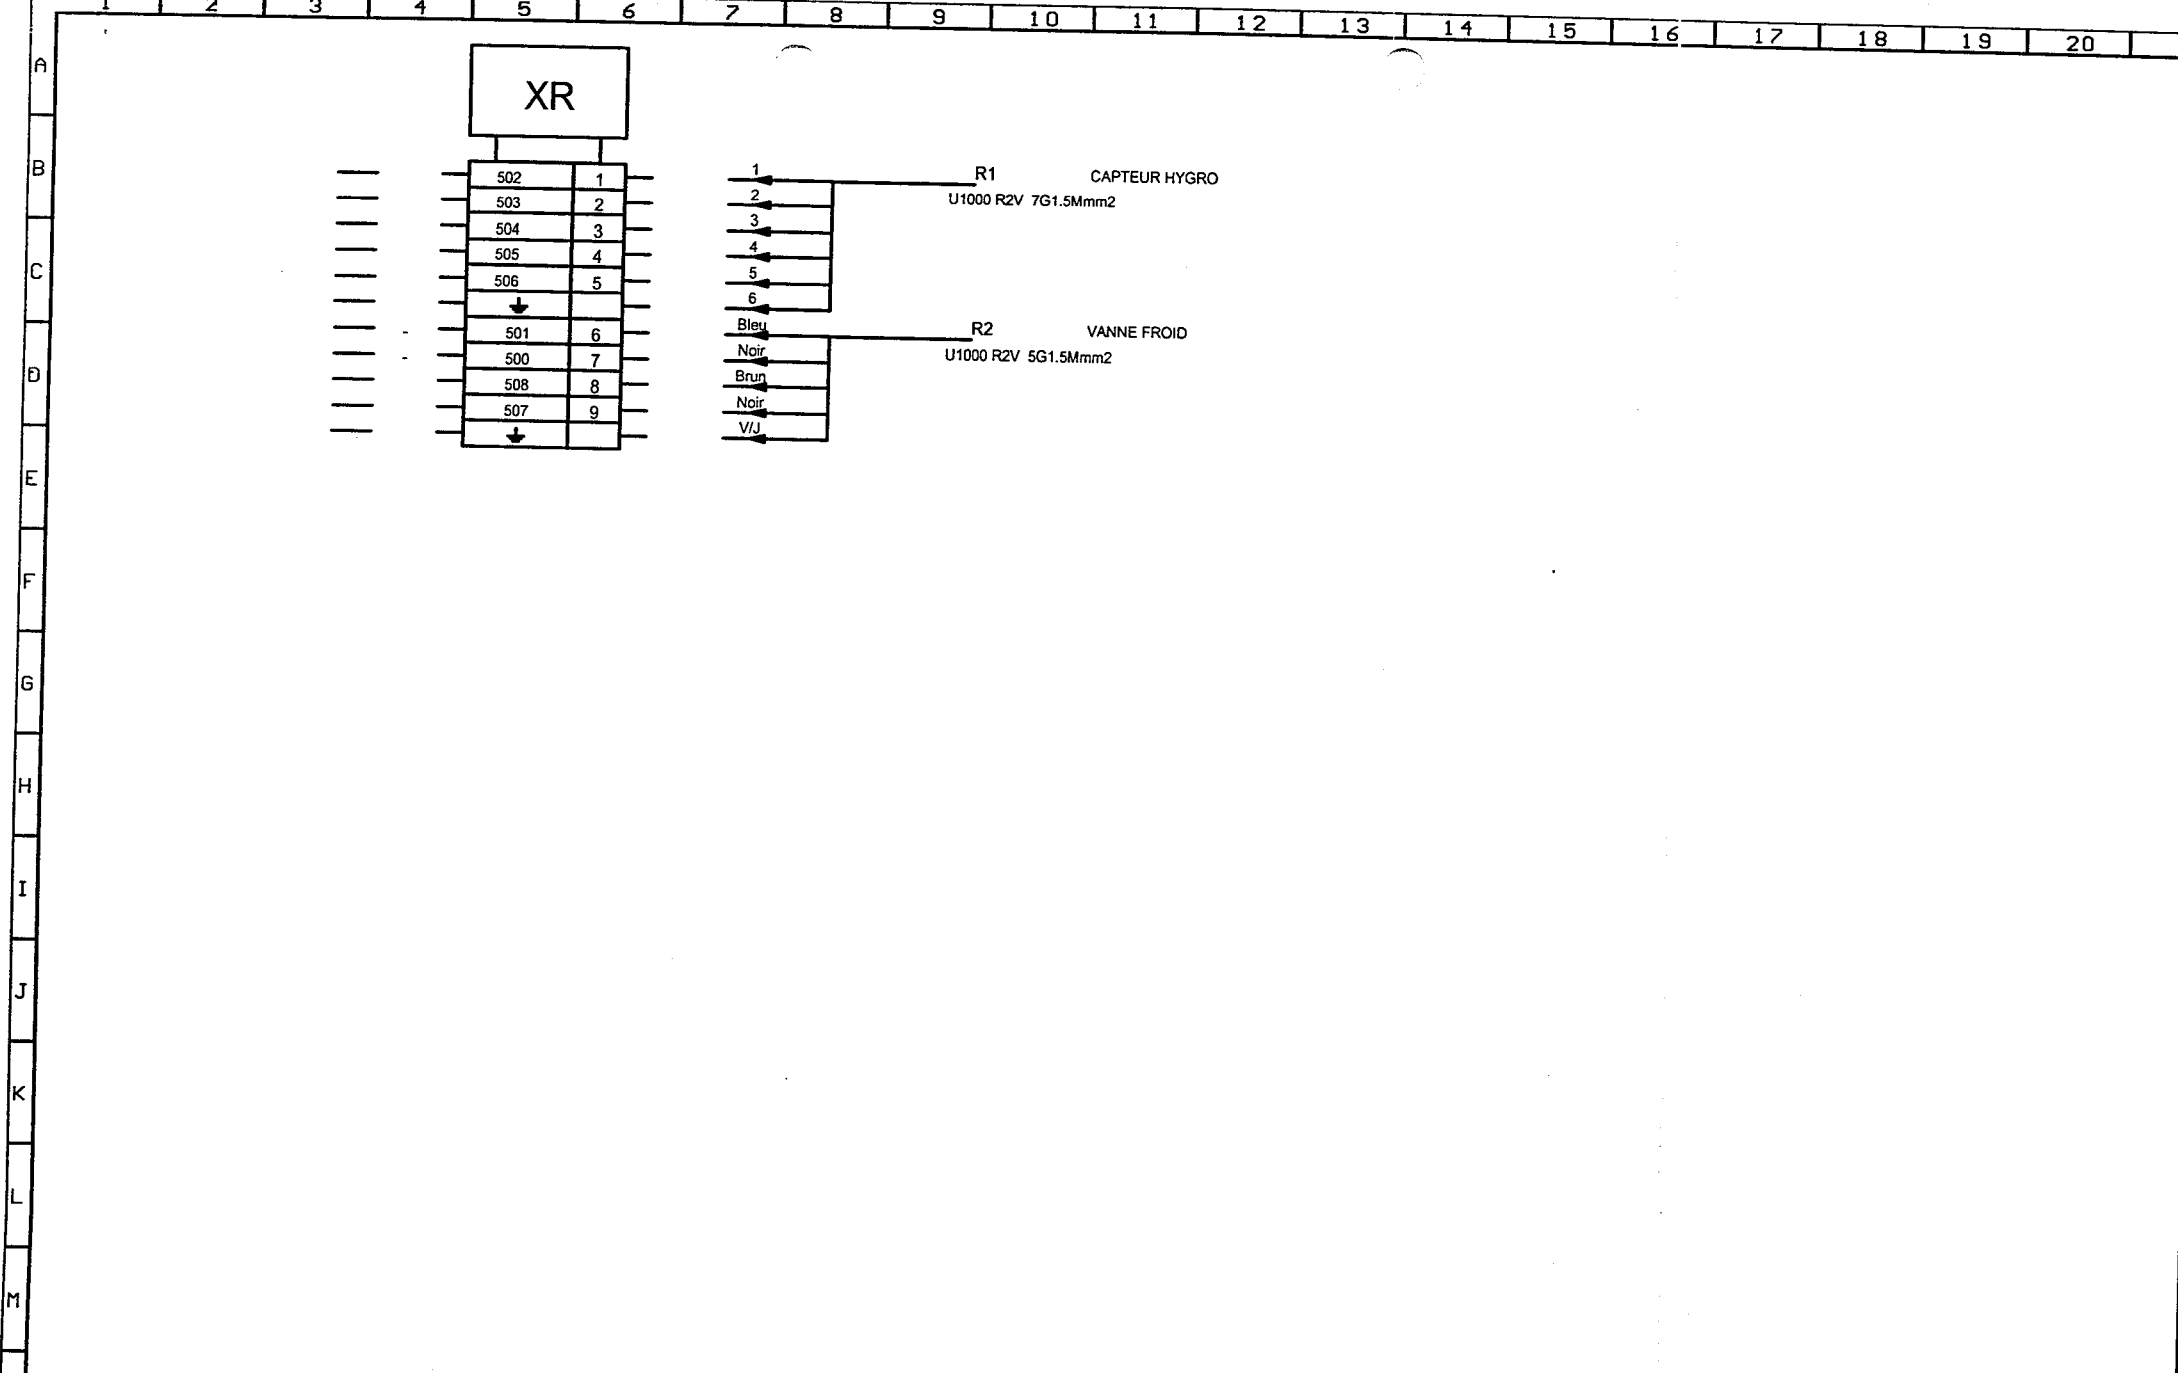 1 2 3 4 5 6 7 8 9 10 11 12 13 14 15 16 17 18 19 20
A
XR
B
502 1 1 R1 CAPTEUR HYGRO
503 2 2 U1000 R2V 7G1.5Mmm2
504 3 3
505 4 4
C
506 5 5
6
501 6 Bleu R2 VANNE FROID
500 7 Noir U1000 R2V 5G1.5Mmm2
D
508 8 Brun
507 9 Noir
V/J
E
F
G
H
I
J
K
L
M